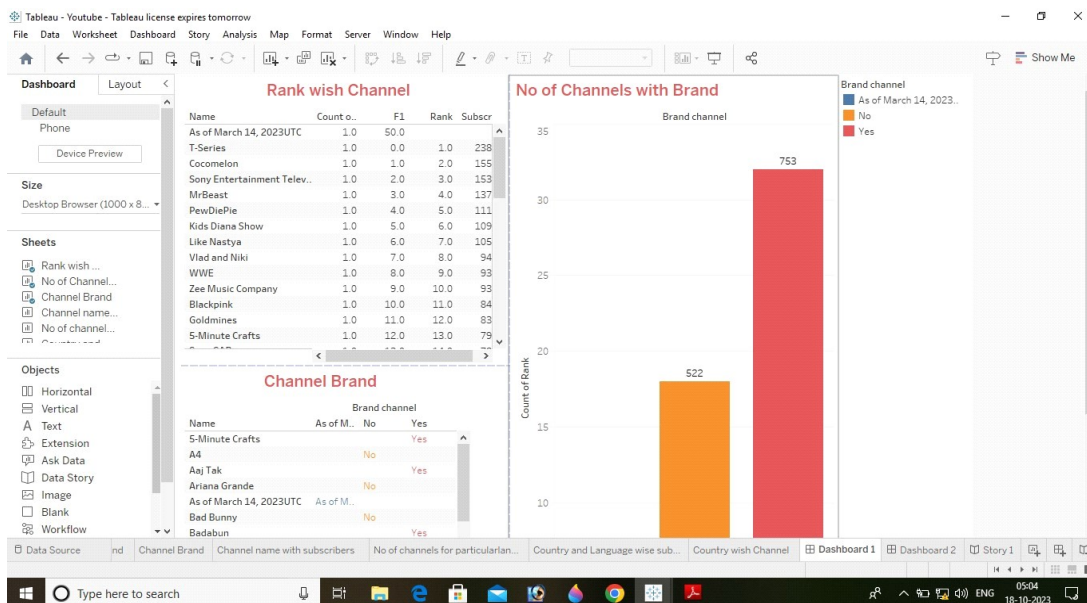 Tableau - Youtube - Tableau license expires tomorrow
File Data Worksheet Dashboard Story Analysis Map Format Server Window Help
Show Me
Dashboard Layout
Default
Phone
Device Preview
Size
Desktop Browser (1000 x 8...
Sheets
Rank wish ...
No of Channel...
Channel Brand
Channel name...
No of channel...
Objects
Horizontal
Vertical
A Text
Extension
Ask Data
Data Story
Image
Blank
Workflow
Rank wish Channel
Name Count o.. F1 Rank Subscr
As of March 14, 2023UTC 1.0 50.0
T-Series 1.0 0.0 1.0 238
Cocomelon 1.0 1.0 2.0 155
Sony Entertainment Telev.. 1.0 2.0 3.0 153
MrBeast 1.0 3.0 4.0 137
PewDiePie 1.0 4.0 5.0 111
Kids Diana Show 1.0 5.0 6.0 109
Like Nastya 1.0 6.0 7.0 105
Vlad and Niki 1.0 7.0 8.0 94
WWE 1.0 8.0 9.0 93
Zee Music Company 1.0 9.0 10.0 93
Blackpink 1.0 10.0 11.0 84
Goldmines 1.0 11.0 12.0 83
5-Minute Crafts 1.0 12.0 13.0 79
Channel Brand
Brand channel
Name As of M.. No Yes
5-Minute Crafts Yes
A4 No
Aaj Tak Yes
Ariana Grande No
As of March 14, 2023UTC As of M..
Bad Bunny No
Badabun Yes
No of Channels with Brand
Brand channel
35
30
25
20
15
10
Count of Rank
753
522
Brand channel
As of March 14, 2023..
No
Yes
Data Source nd Channel Brand Channel name with subscribers No of channels for particularlan... Country and Language wise sub... Country wish Channel Dashboard 1 Dashboard 2 Story 1
Type here to search
ENG
05:04
18-10-2023